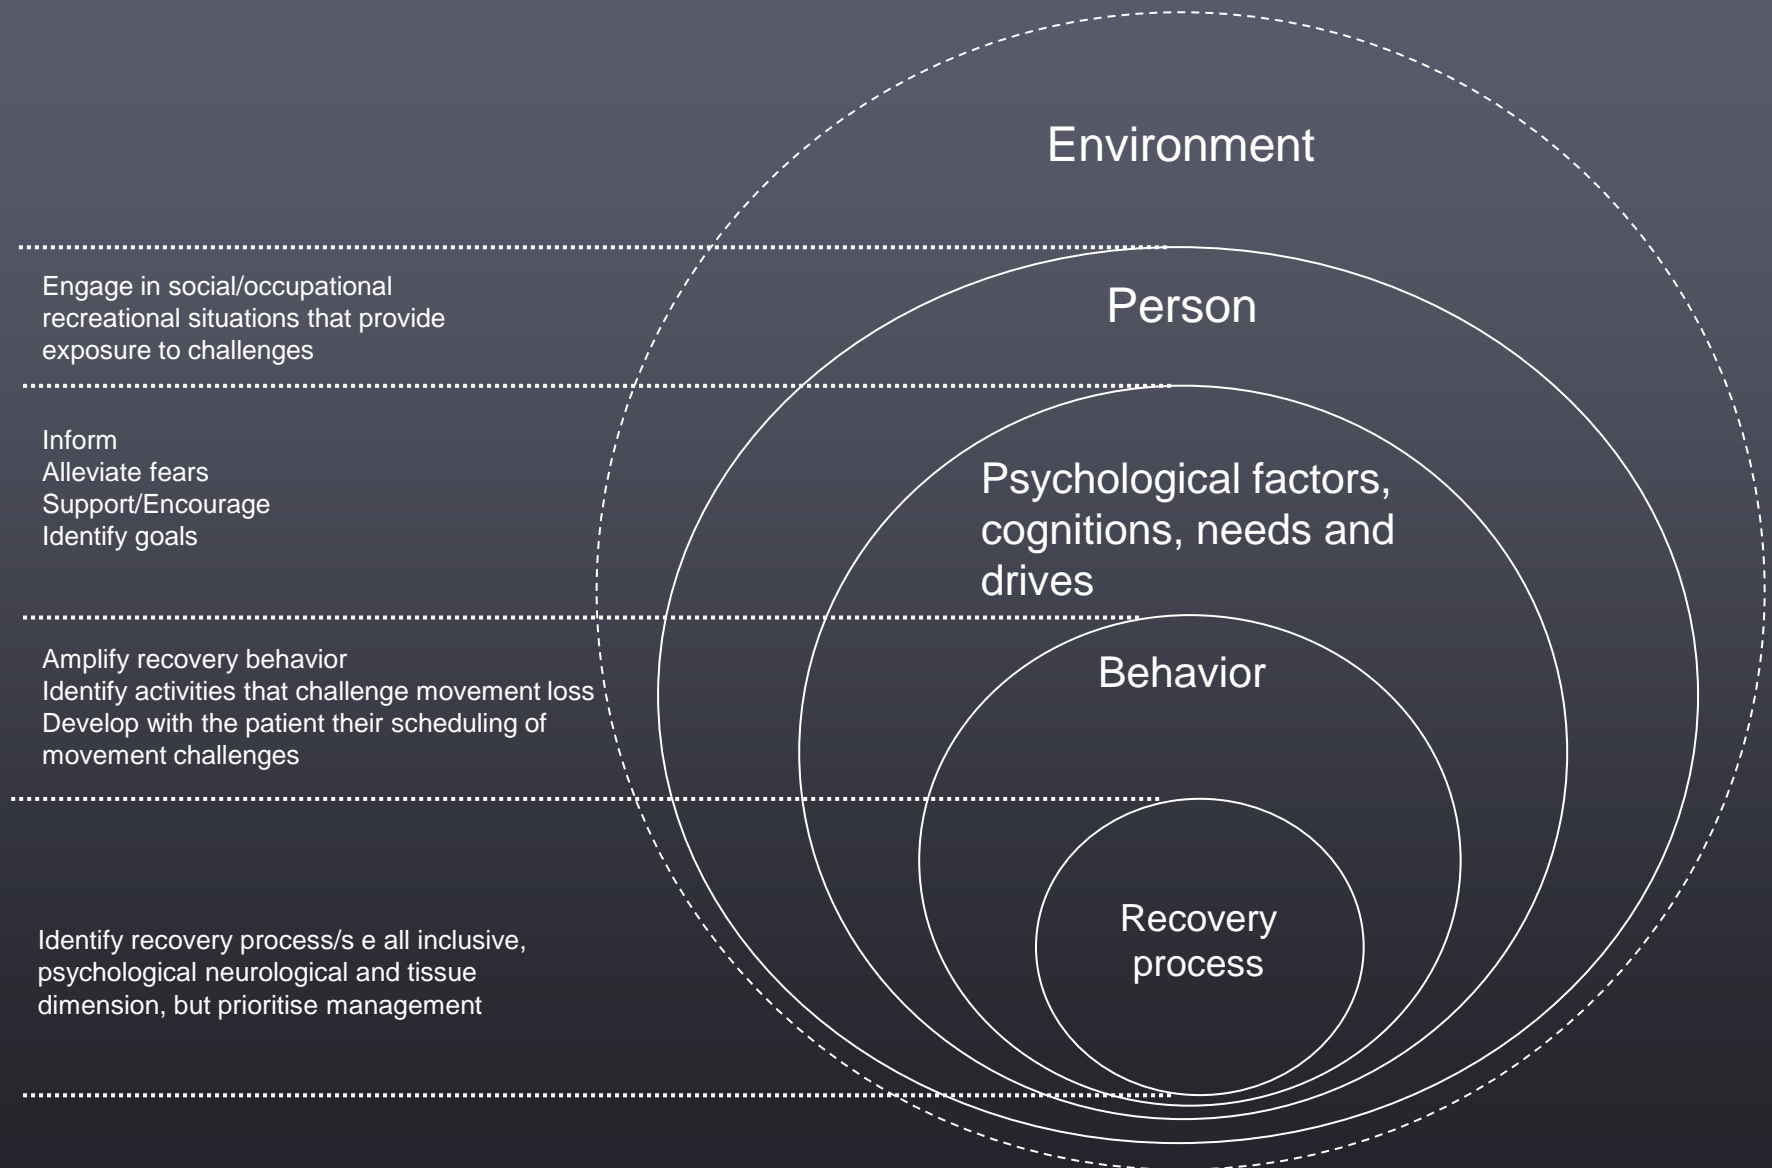 Environment
Person
Engage in social/occupational
recreational situations that provide
exposure to challenges
Psychological factors,
cognitions, needs and
drives
Inform
Alleviate fears
Support/Encourage
Identify goals
Behavior
Amplify recovery behavior
Identify activities that challenge movement loss
Develop with the patient their scheduling of
movement challenges
Recovery
process
Identify recovery process/s e all inclusive,
psychological neurological and tissue
dimension, but prioritise management